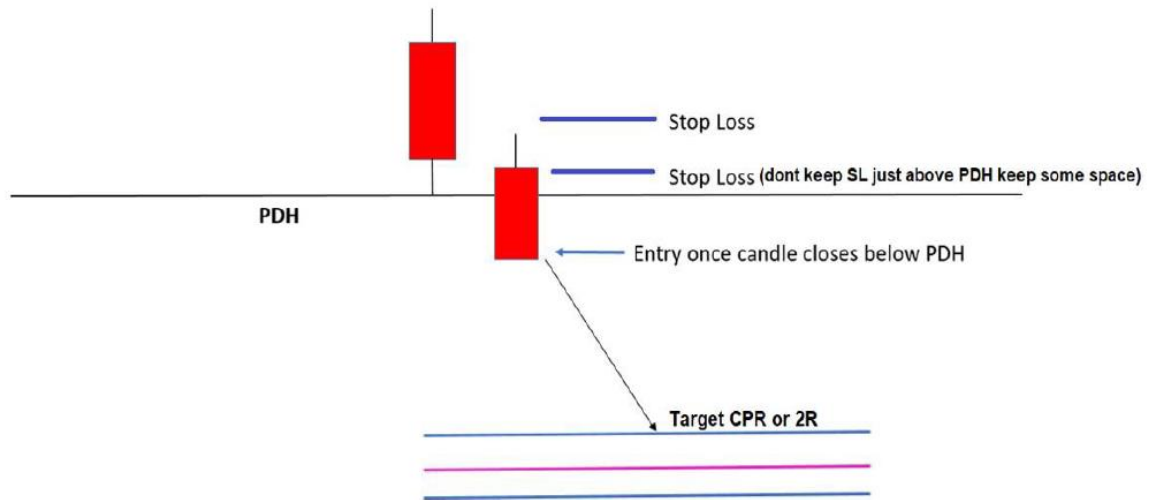 Stop Loss
Stop Loss (dont keep SL just above PDH keep some space)
PDH
Entry once candle closes below PDH
Target CPR or 2R